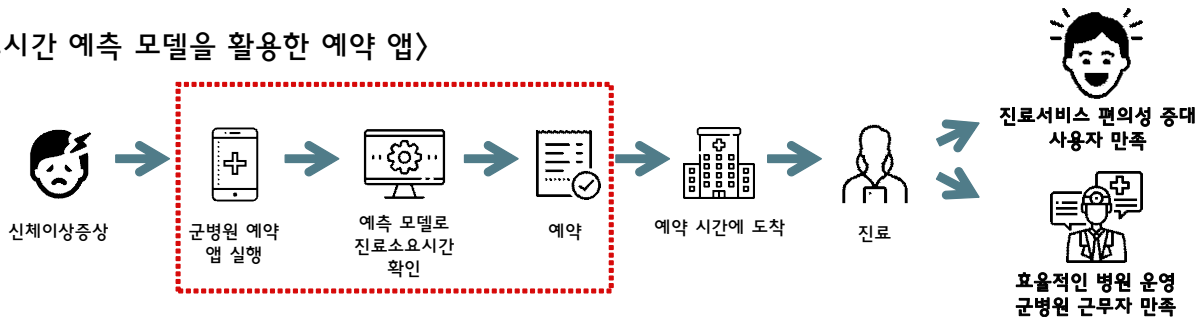 시간 예측 모델을 활용한 예약 앱〉
신체이상증상
군병원 예약
앱 실행
예측 모델로
진료소요시간
확인
예약
예약 시간에 도착
진료
진료서비스 편의성 증대
사용자 만족
효율적인 병원 운영
군병원 근무자 만족